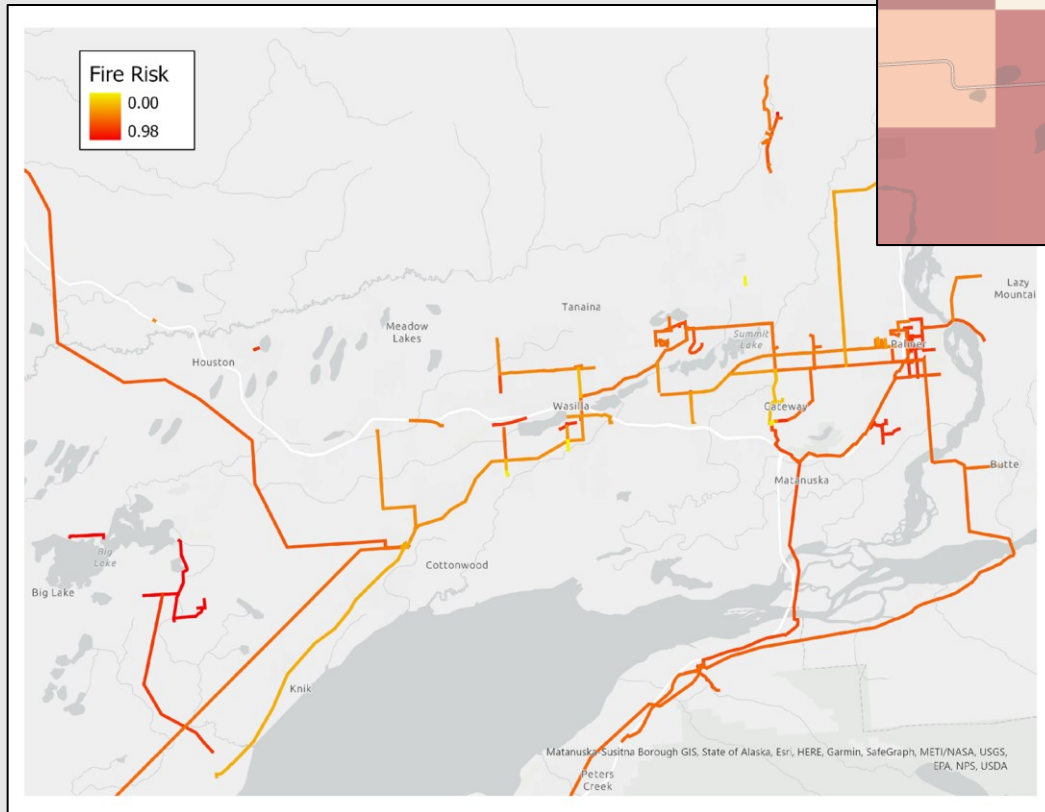 Fire Risk
0.00
0.98
Lazy
Mountai
Tanaina
Meadow
Lakes
Summit
Lake
Palmer
Houston
Wasilla
Gateway
Butte
Matanuska
Big
Lake
Cottonwood
Big Lake
Knik
Matanuska-Susitna Borough GIS, State of Alaska, Esri, HERE, Garmin, SafeGraph, METI/NASA, USGS,
EPA, NPS, USDA
Peters
Creek